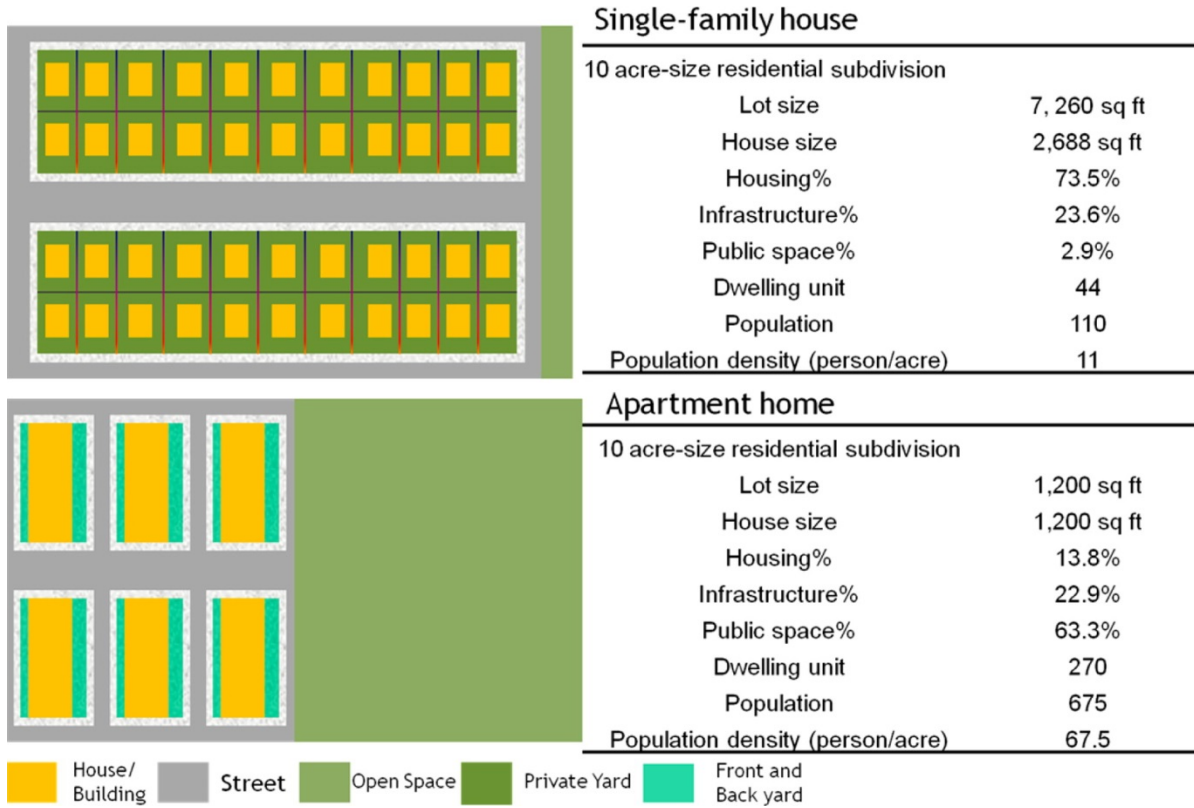 Single-family house
10 acre-size residential subdivision
Lot size 7, 260 sq ft
House size 2,688 sq ft
Housing% 73.5%
Infrastructure% 23.6%
Public space% 2.9%
Dwelling unit 44
Population 110
Population density (person/acre) 11
Apartment home
10 acre-size residential subdivision
Lot size 1,200 sq ft
House size 1,200 sq ft
Housing% 13.8%
Infrastructure% 22.9%
Public space% 63.3%
Dwelling unit 270
Population 675
Population density (person/acre) 67.5
House/
Building
Street
Open Space
Private Yard
Front and
Back yard